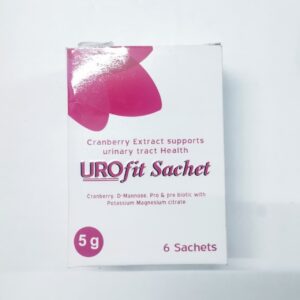 Cranberry Extract supports
urinary tract Health
UROfit Sachet
Cranberry, D-Mannose, Pro & pre biotic with
Potassium Magnesium citrate
5 g
6 Sachets